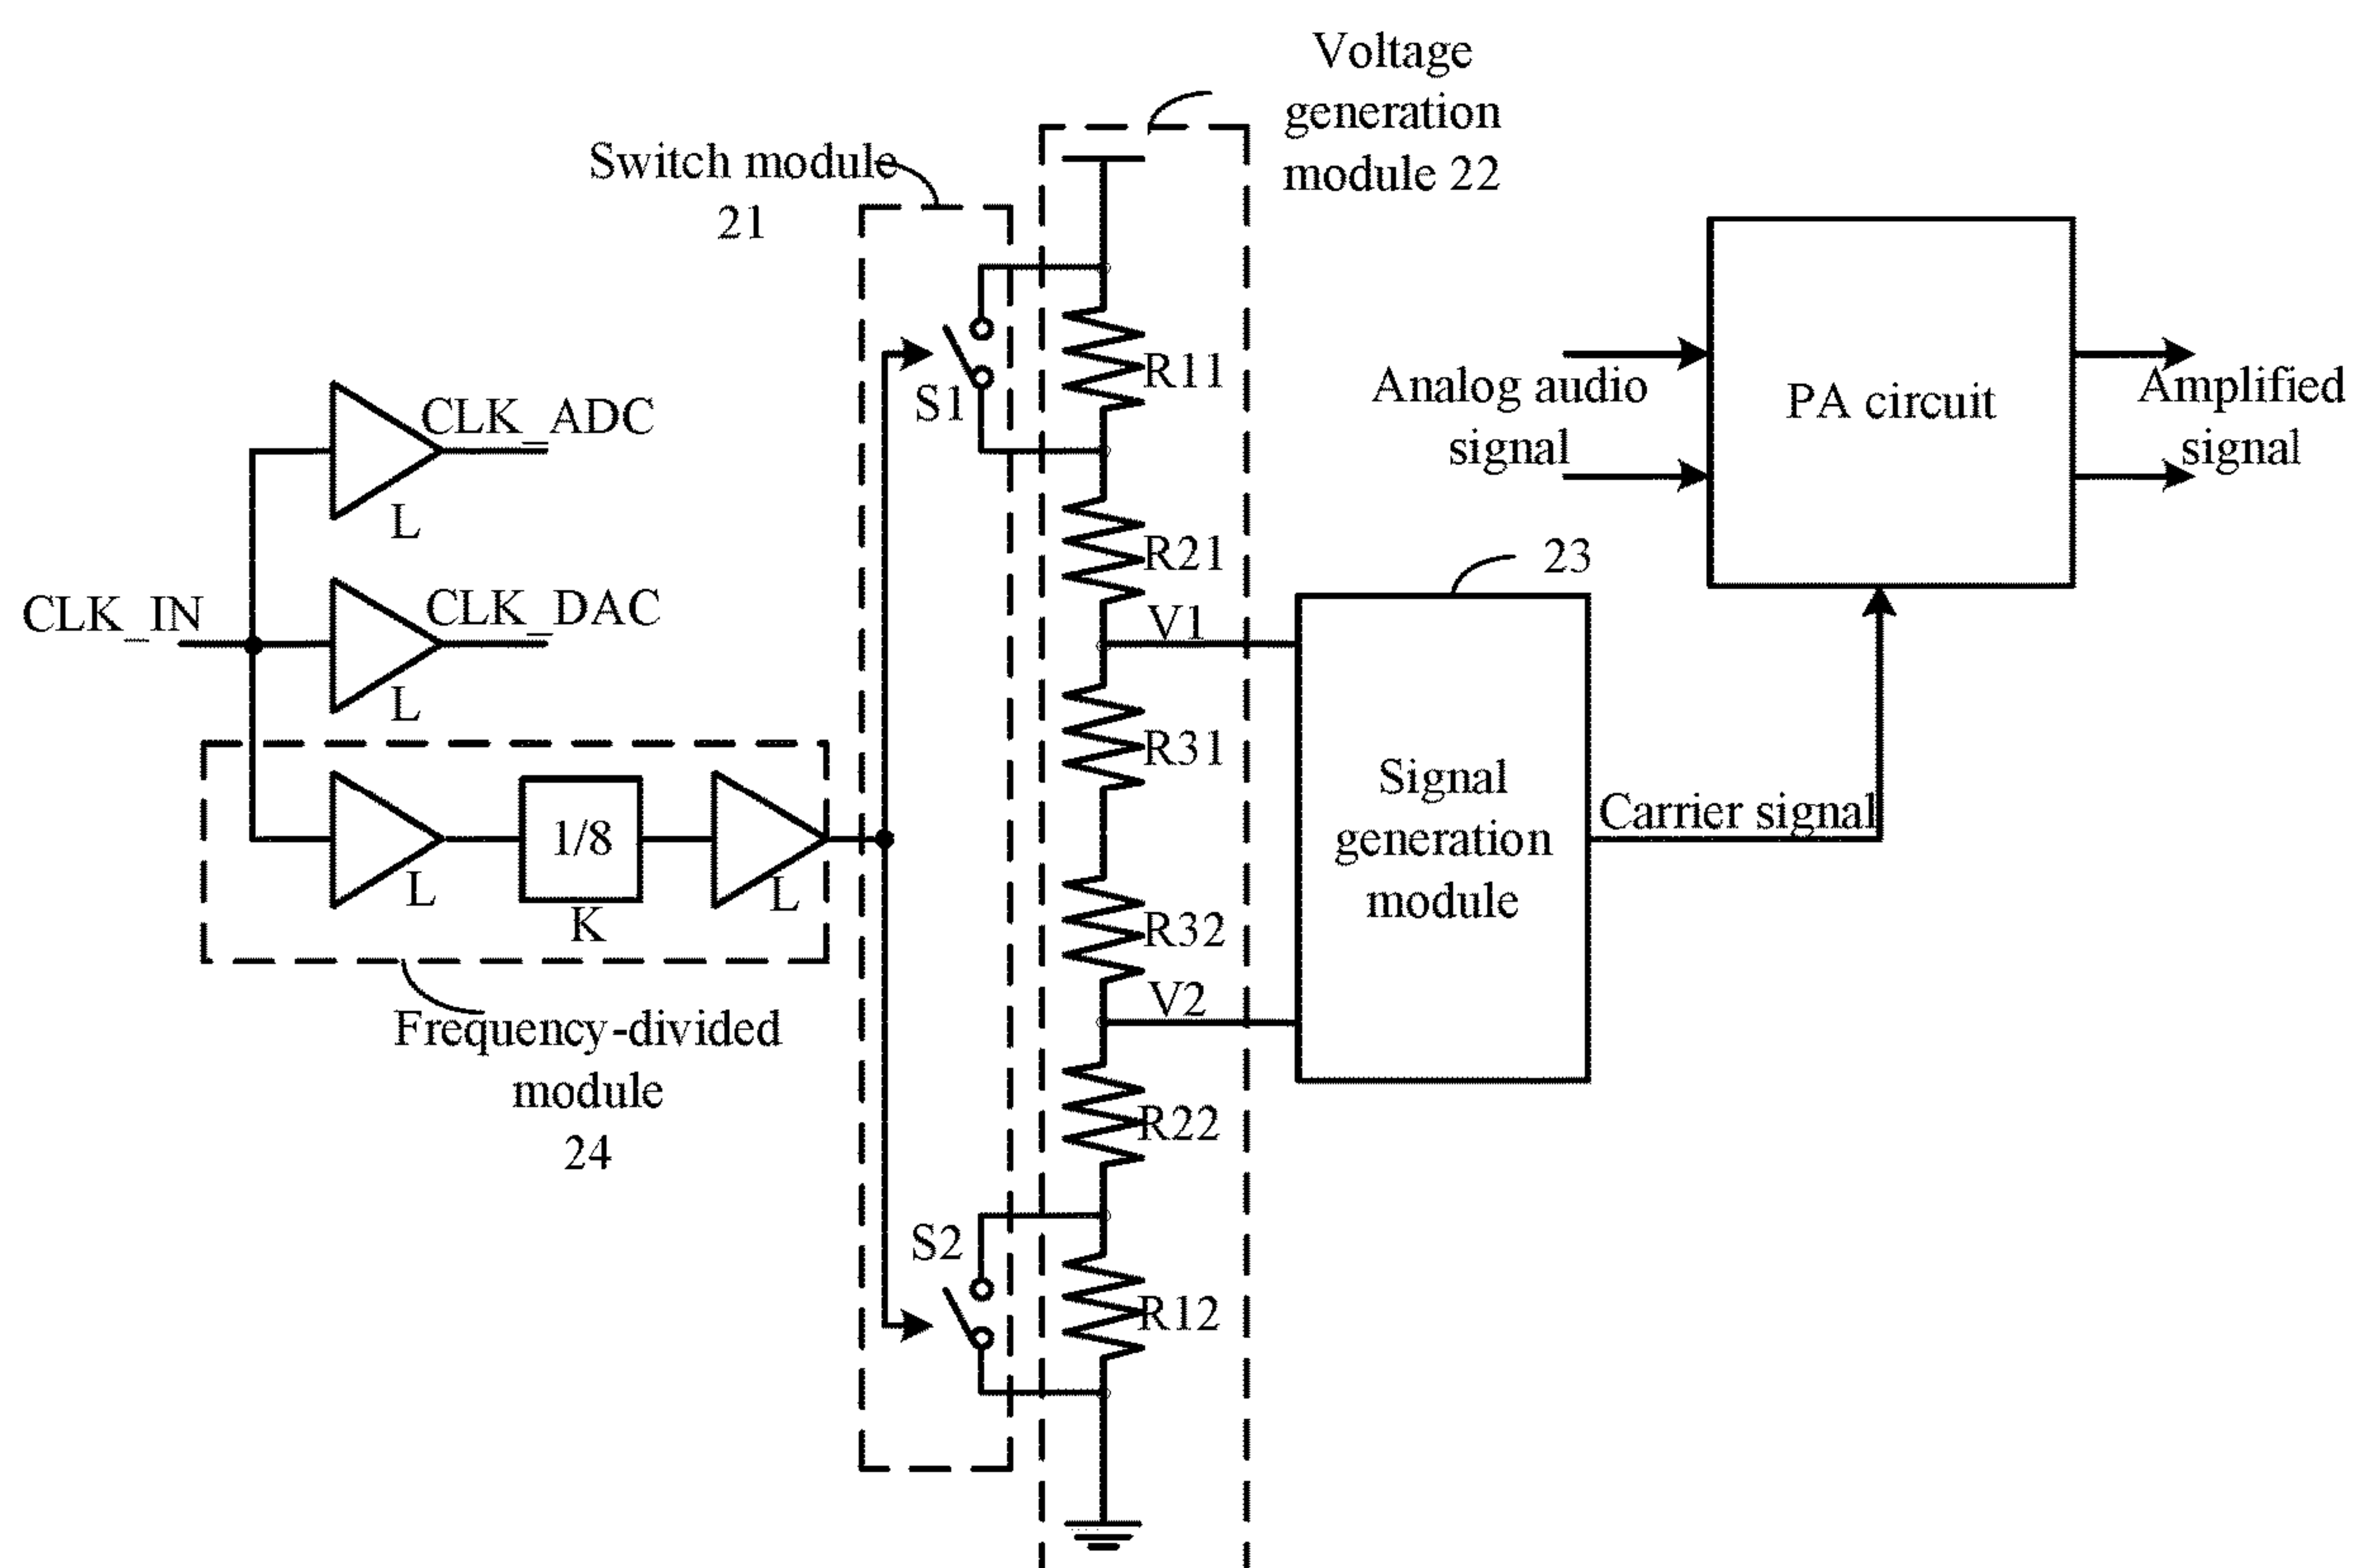 Voltage
generation
module 22
Switch module
21
S1
R11
Analog audio
signal
PA circuit
Amplified
signal
CLK_ADC
L
R21
23
CLK_IN
CLK_DAC
L
V1
R31
Signal
generation
module
Carrier signal
L
1/8
K
L
R32
V2
Frequency-divided
module
24
R22
S2
R12